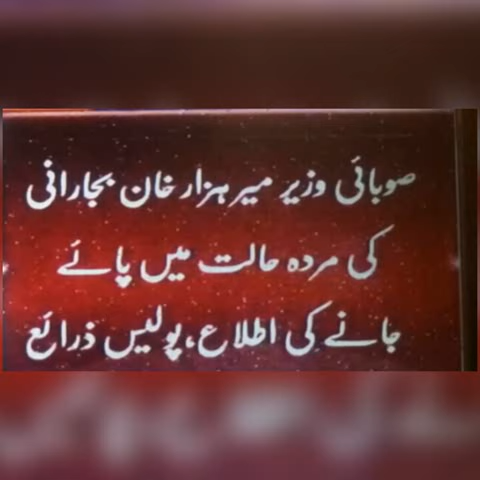 صوبائی وزیر میر ہزار خان بجارانی
کی مردہ حالت میں پائے
جانے کی اطلاع، پولیس ذرائع